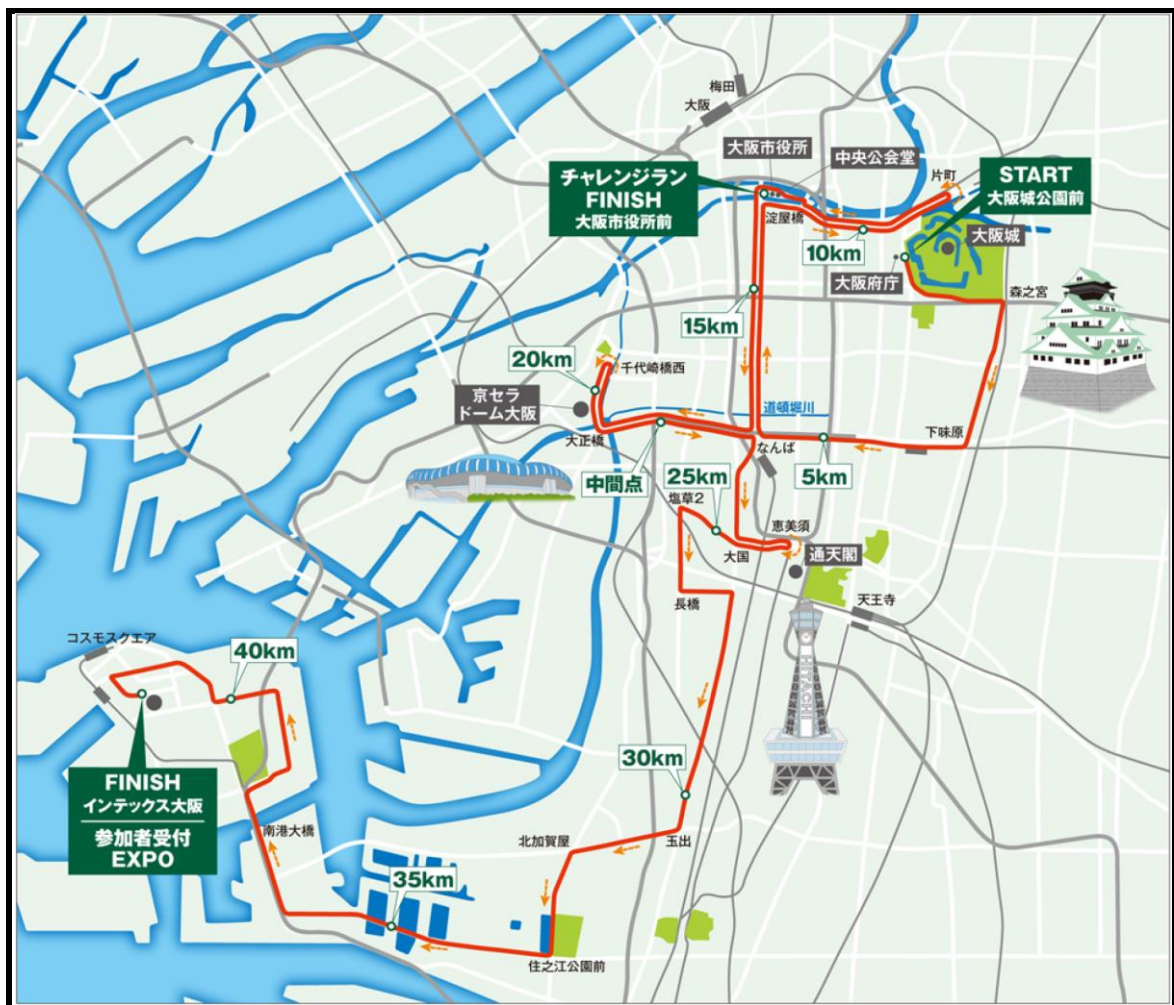 梅田
大阪
大阪市役所
中央公会堂
片町
START
大阪城公園前
チャレンジラン
FINISH
大阪市役所前
淀屋橋
10km
大阪城
大阪府庁
森之宮
15km
20km
千代崎橋西
京セラ
ドーム大阪
道頓堀川
下味原
大正橋
なんば
中間点
25km
5km
塩草2
恵美須
大国
通天閣
長橋
天王寺
HITACHI
コスモスクエア
40km
FINISH
インテックス大阪
参加者受付
EXPO
30km
南港大橋
北加賀屋
玉出
35km
住之江公園前